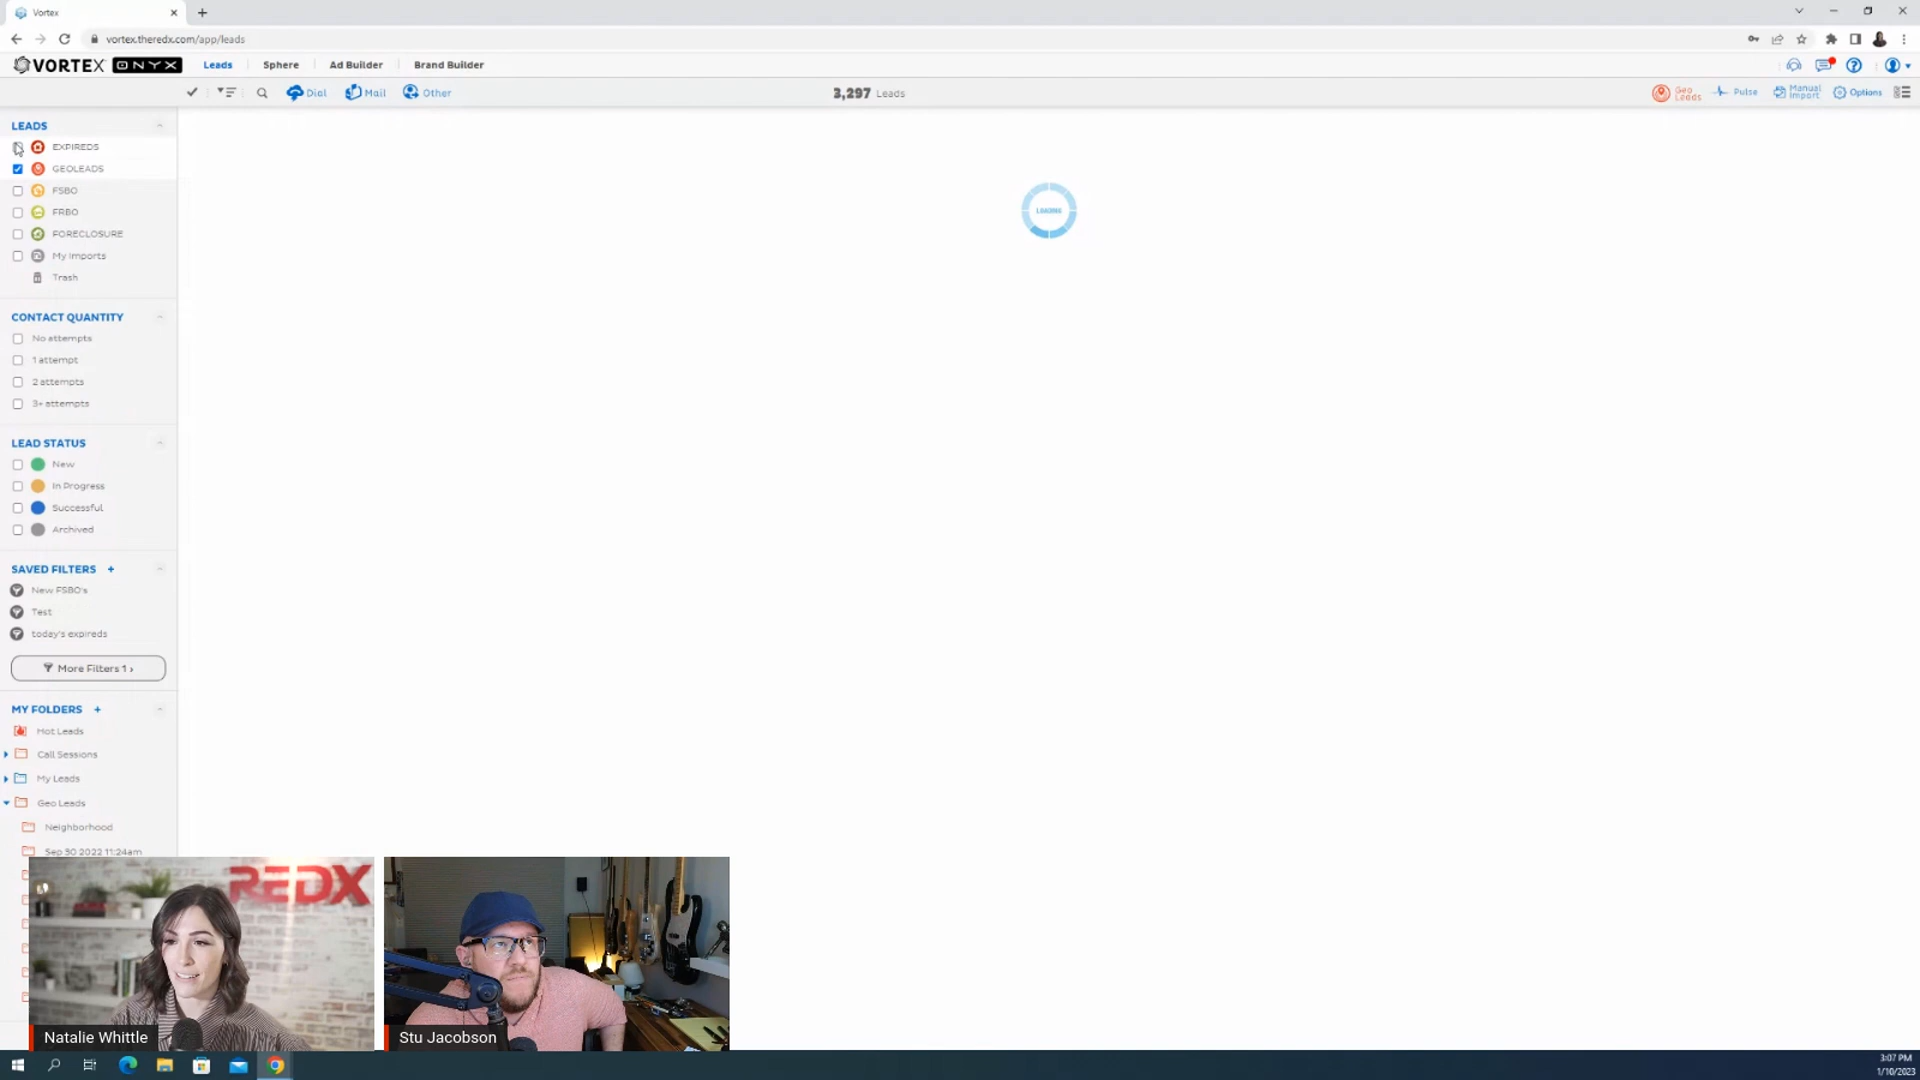 Vortex
vortex.theredx.com/app/leads
VORTEX ONYX Leads Sphere Ad Builder Brand Builder
Dial Mail Other 3,297 Leads Geo Leads Pulse Manual Import Options
LEADS
EXPIREDS
GEOLEADS
FSBO
FRBO
FORECLOSURE
My Imports
Trash
LOADING
CONTACT QUANTITY
No attempts
1 attempt
2 attempts
3+ attempts
LEAD STATUS
New
In Progress
Successful
Archived
SAVED FILTERS +
New FSBO's
Test
today's expireds
More Filters 1 ›
MY FOLDERS +
Hot Leads
Call Sessions
My Leads
Geo Leads
Neighborhood
Sep 30 2022 11:24am
REDX
Natalie Whittle
Stu Jacobson
3:07 PM
1/10/2023